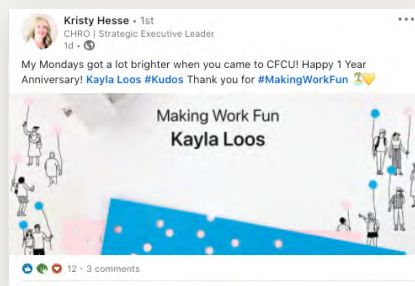 Kristy Hesse • 1st
CHRO | Strategic Executive Leader
1d •
My Mondays got a lot brighter when you came to CFCU! Happy 1 Year
Anniversary! Kayla Loos #Kudos Thank you for #MakingWorkFun
Making Work Fun
Kayla Loos
12 · 3 comments